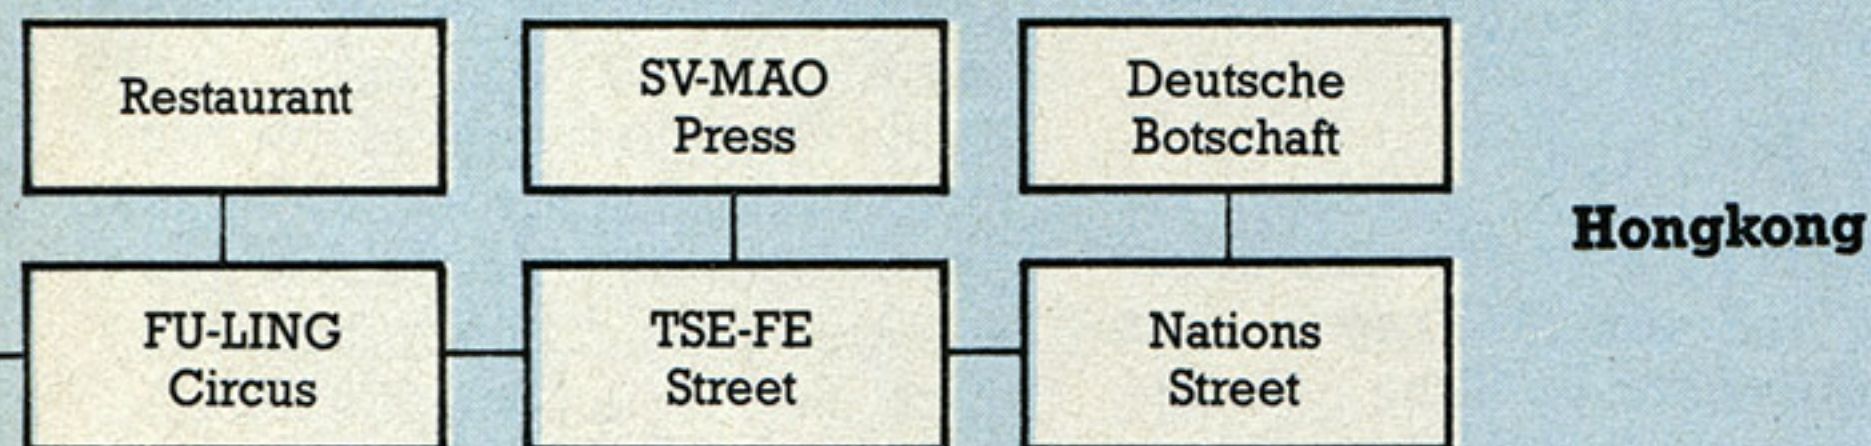 Restaurant
SV-MAO
Press
Deutsche
Botschaft
Hongkong
FU-LING
Circus
TSE-FE
Street
Nations
Street